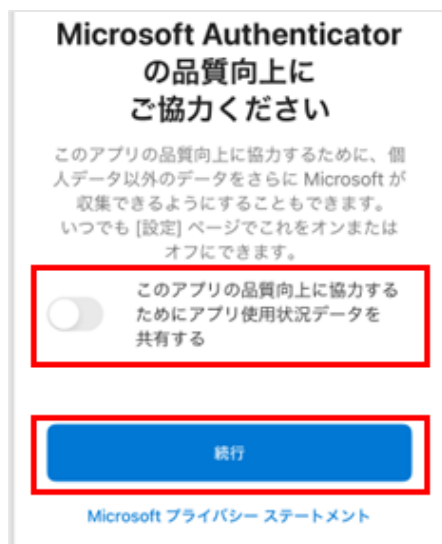 Microsoft Authenticator
の品質向上に
ご協力ください
このアプリの品質向上に協力するために、個
人データ以外のデータをさらに Microsoft が
収集できるようにすることもできます。
いつでも [設定] ページでこれをオンまたは
オフにできます。
このアプリの品質向上に協力する
ためにアプリ使用状況データを
共有する
続行
Microsoft プライバシー ステートメント